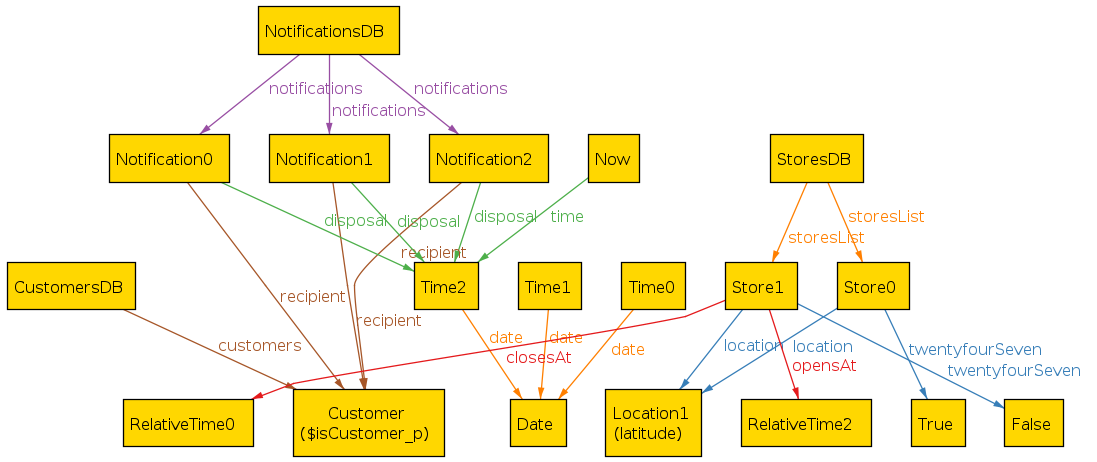 NotificationsDB
notifications
notifications
notifications
Notification0
Notification1
Notification2
Now
StoresDB
disposal
disposal
disposal
time
storesList
storesList
recipient
CustomersDB
Time2
Time1
Time0
Store1
Store0
recipient
recipient
customers
date
date
date
closesAt
location
location
opensAt
twentyfourSeven
twentyfourSeven
RelativeTime0
Customer
($isCustomer_p)
Date
Location1
(latitude)
RelativeTime2
True
False